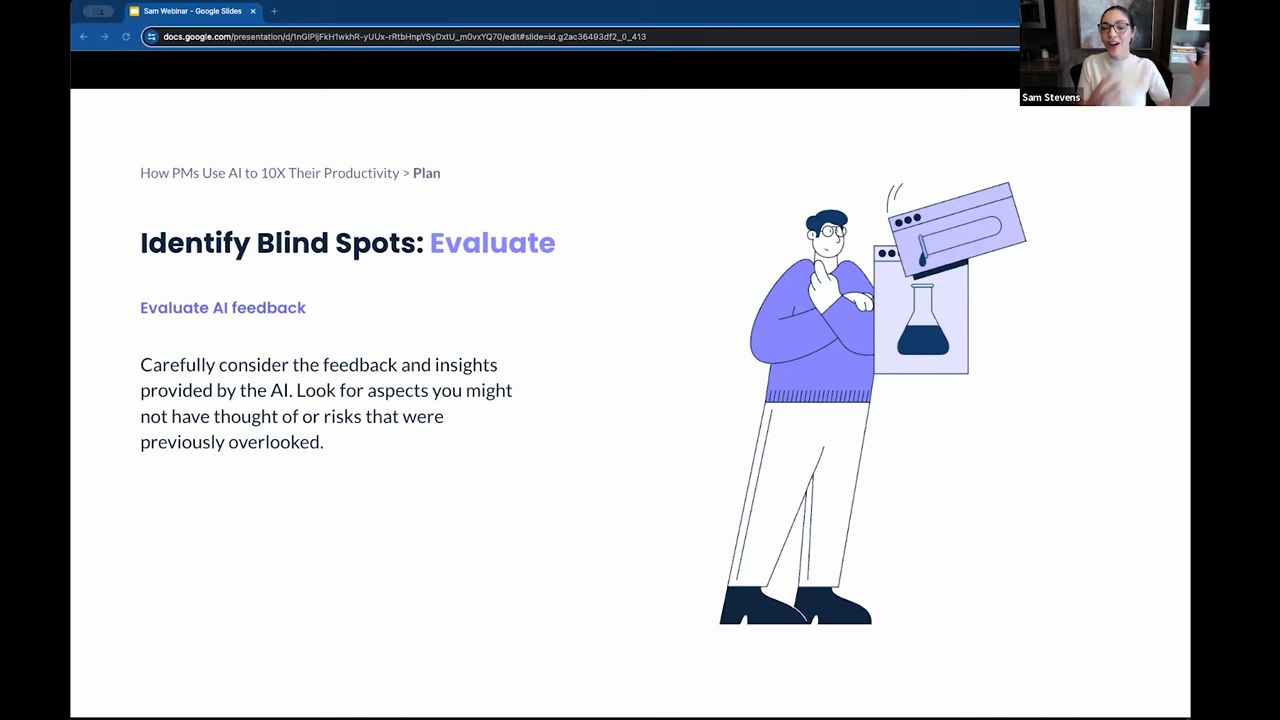 Sam Webinar - Google Slides
docs.google.com/presentation/d/1nGlPijFkH1wkhR-yUUx-rRtbHnpYSyDxtU_m0vxYQ70/edit#slide=id.g2ac36493df2_0_413
Sam Stevens
How PMs Use AI to 10X Their Productivity > Plan
Identify Blind Spots: Evaluate
Evaluate AI feedback
Carefully consider the feedback and insights
provided by the AI. Look for aspects you might
not have thought of or risks that were
previously overlooked.